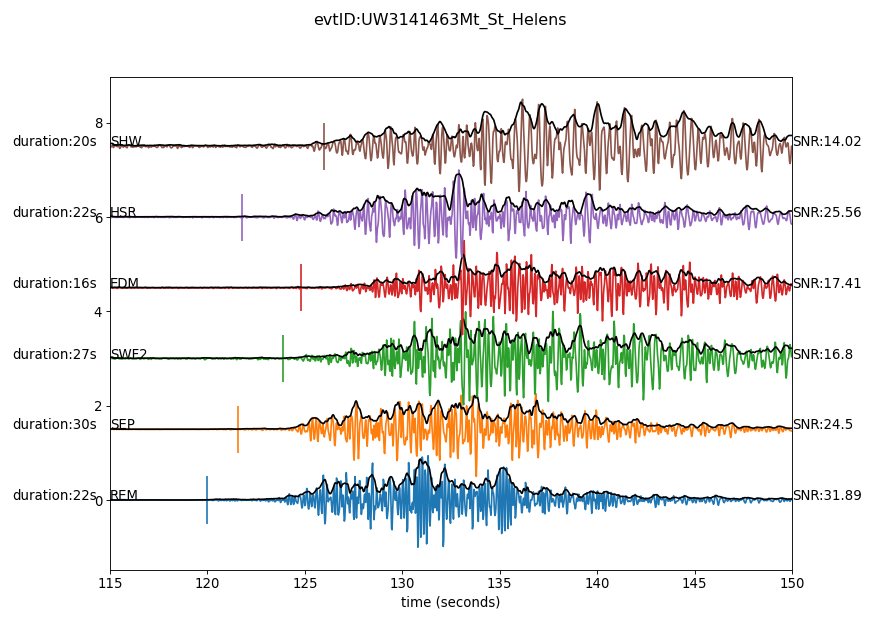 evtID:UW3141463Mt_St_Helens
8
duration:20s SHW SNR:14.02
duration:22s HSR SNR:25.56
6
duration:16s EDM SNR:17.41
4
duration:27s SWF2 SNR:16.8
2
duration:30s SEP SNR:24.5
duration:22s REM SNR:31.89
0
115 120 125 130 135 140 145 150
time (seconds)